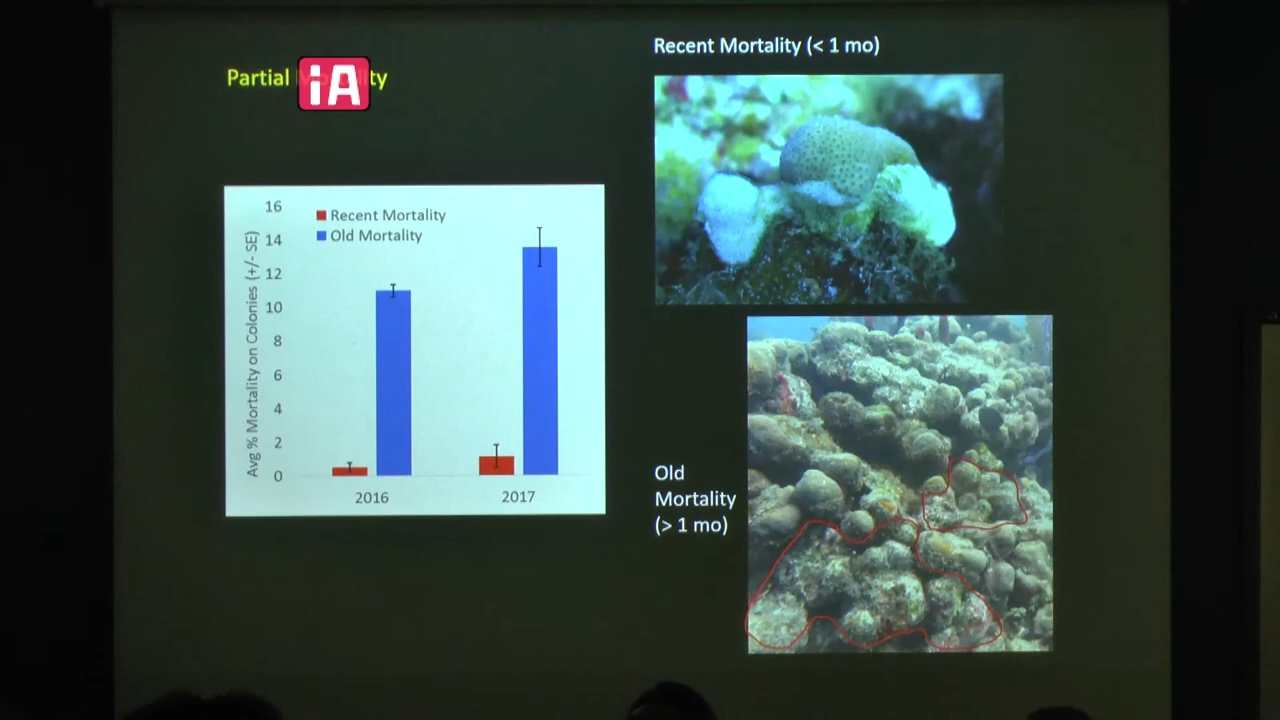 Partial
iA
ty
Recent Mortality (< 1 mo)
16
14
12
10
8
6
4
2
0
Avg % Mortality on Colonies (+/- SE)
Recent Mortality
Old Mortality
2016
2017
Old
Mortality
(> 1 mo)